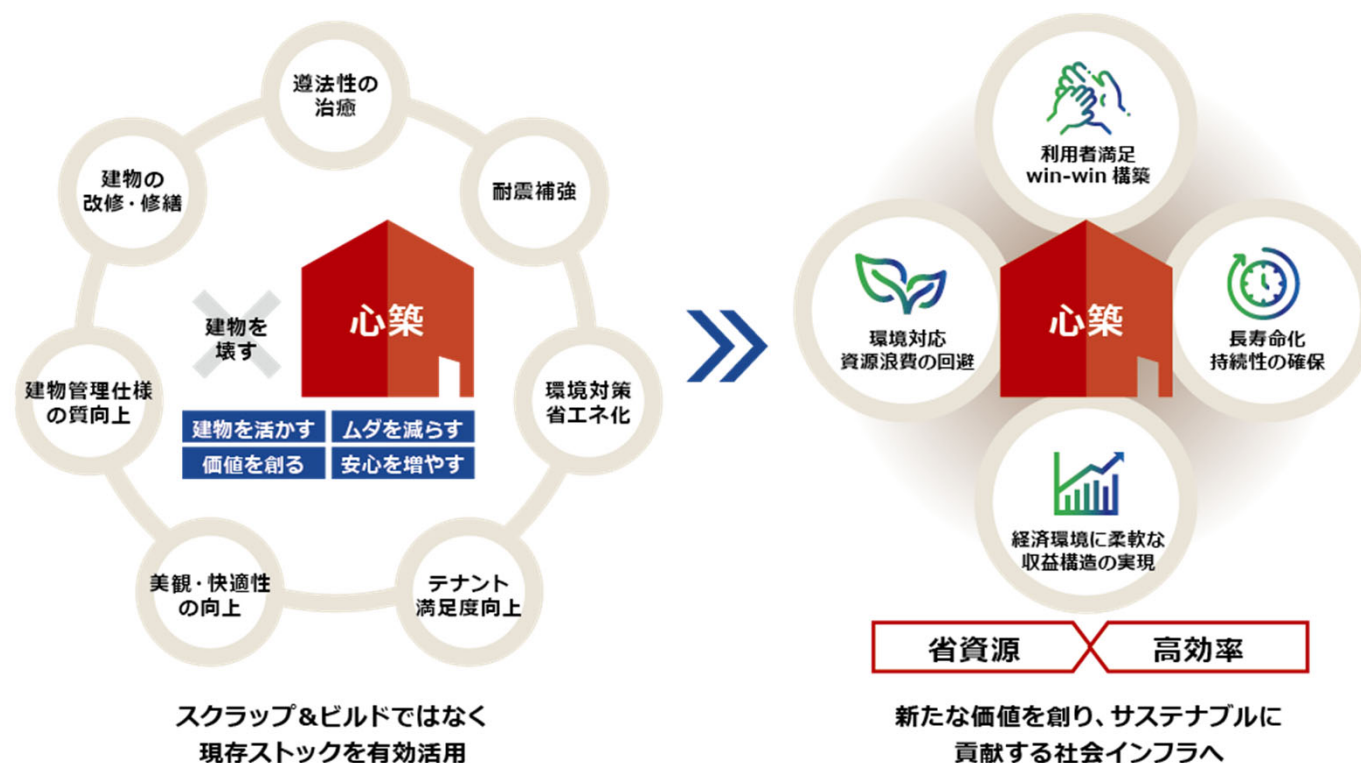 遵法性の
治癒
建物の
改修・修繕
耐震補強
心築
建物を
壊す
建物管理仕様
の質向上
環境対策
省エネ化
建物を活かす
ムダを減らす
価値を創る
安心を増やす
美観・快適性
の向上
テナント
満足度向上
スクラップ&ビルドではなく
現存ストックを有効活用
利用者満足
win-win 構築
環境対応
資源浪費の回避
心築
長寿命化
持続性の確保
経済環境に柔軟な
収益構造の実現
省資源
高効率
新たな価値を創り、サステナブルに
貢献する社会インフラへ